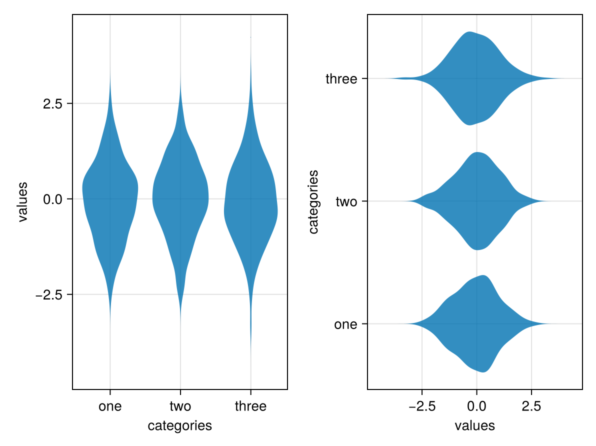 values
2.5
0.0
−2.5
one two three
categories
categories
three
two
one
−2.5 0.0 2.5
values